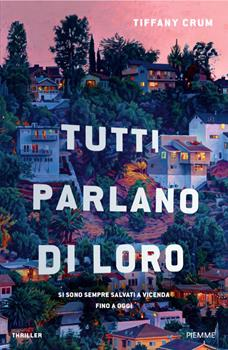 TIFFANY CRUM
TUTTI
PARLANO
DI LORO
SI SONO SEMPRE SALVATI A VICENDA
FINO A OGGI
THRILLER
PIEMME